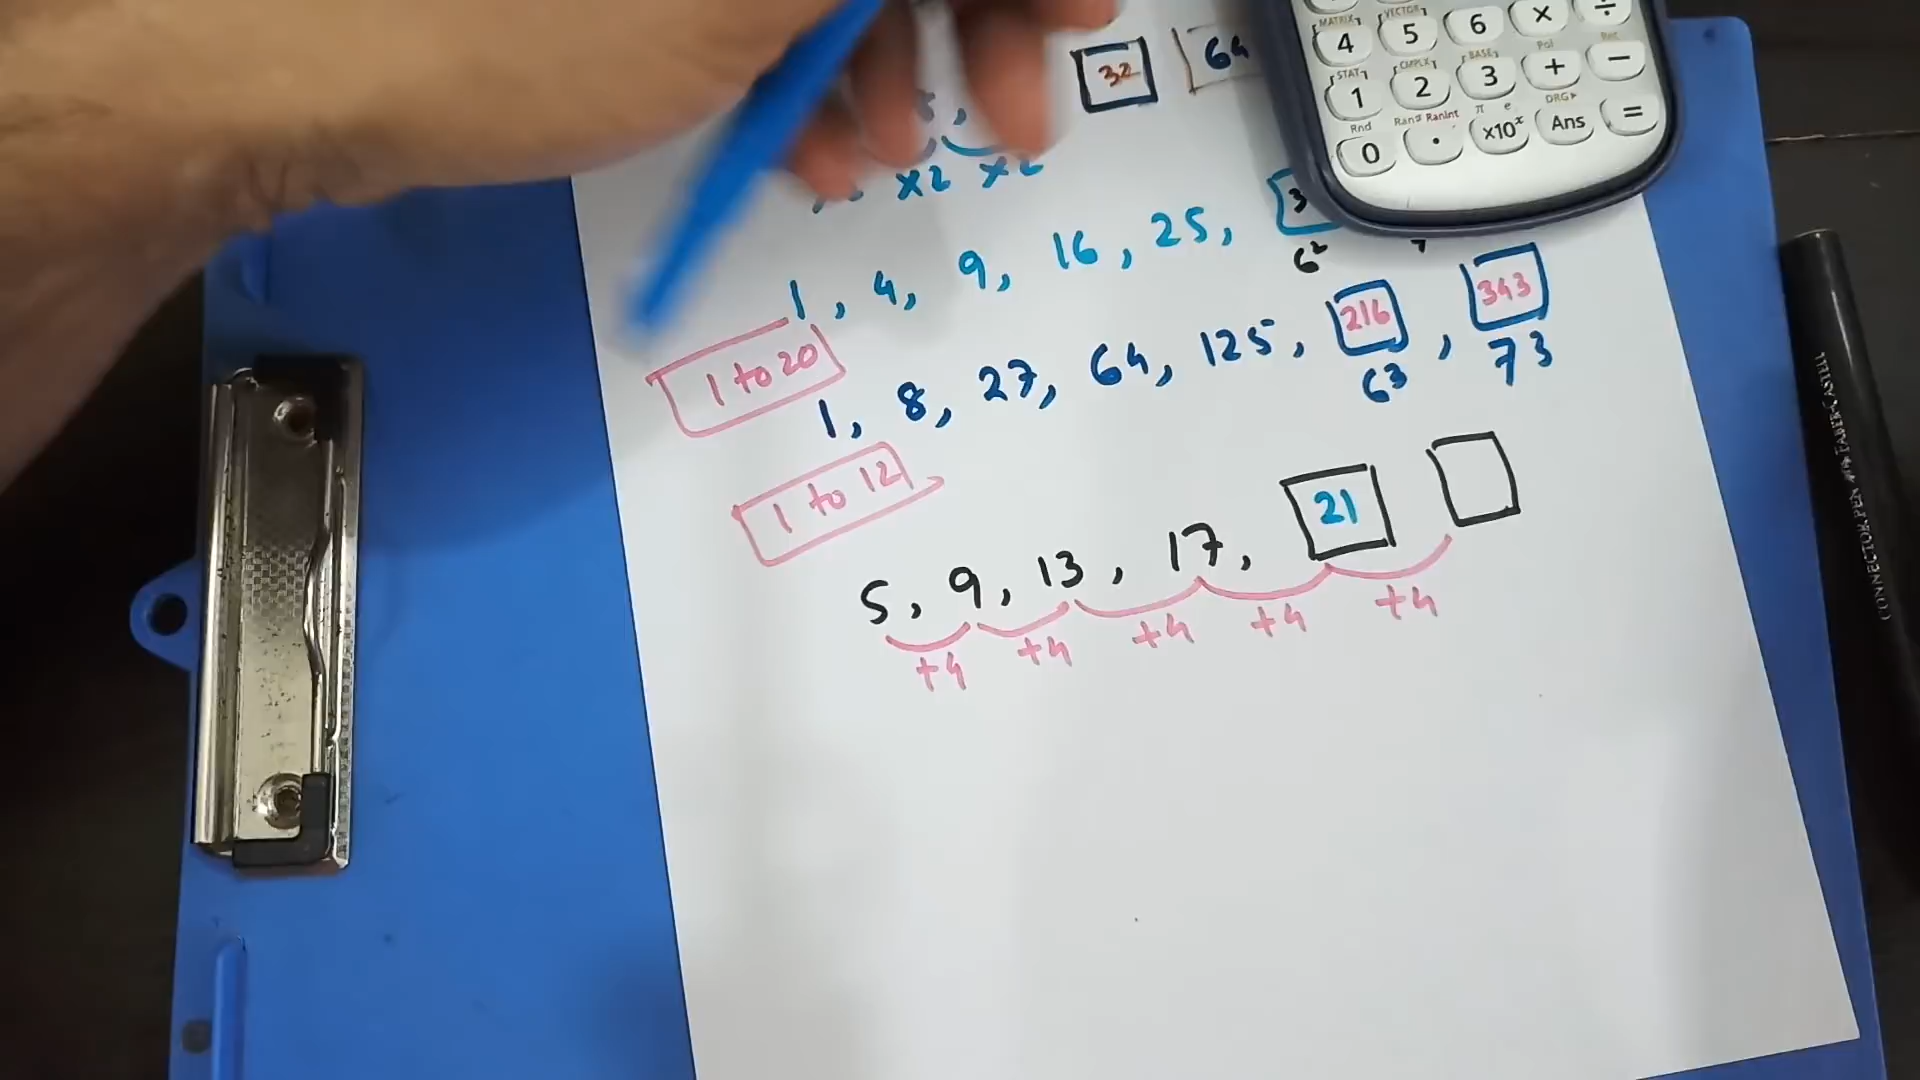 32 64
×2 ×2
1, 4, 9, 16, 25, 3
6²
1 to 20
1, 8, 27, 64, 125, 216, 343
6³ 7³
1 to 12
5, 9, 13, 17, 21
+4 +4 +4 +4 +4
MATRIX VECTOR
4 5 6 × ÷
STAT CMPLX BASE Pol Rec
1 2 3 + −
Rnd Ran# RanInt π e DRG▸
0 . ×10ˣ Ans =
CONNECTOR PEN FABER-CASTELL